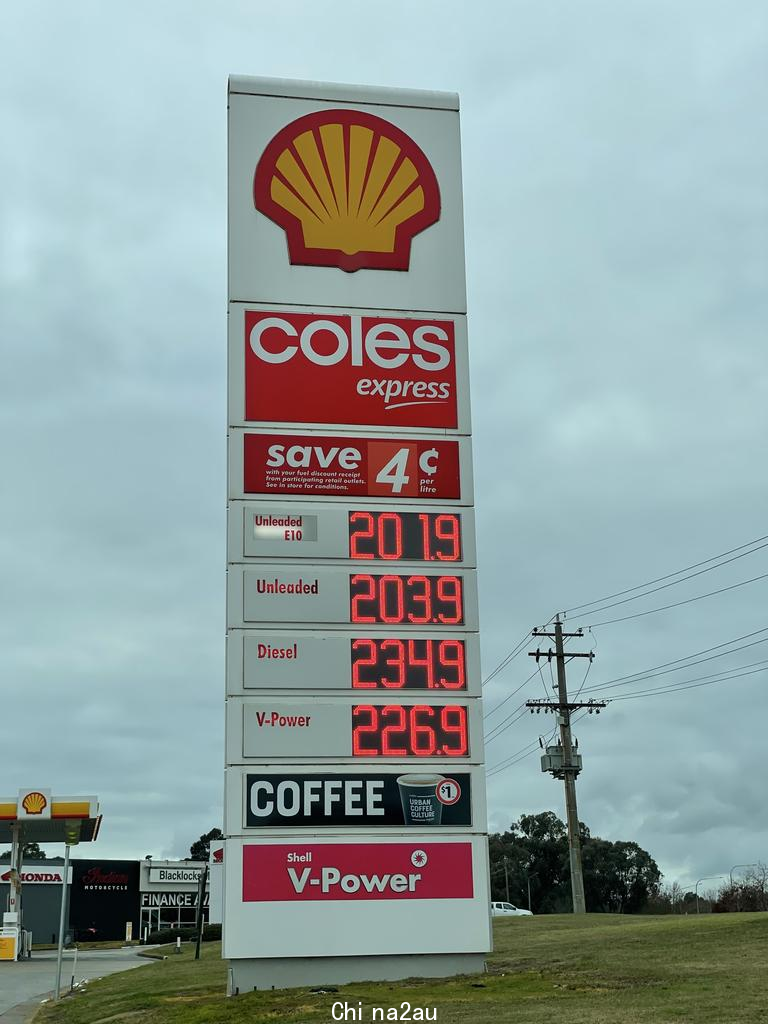 coles
express
save 4¢
with your fuel discount receipt
from participating retail outlets.
See in store for conditions.
per
litre
Unleaded
E10
201.9
Unleaded
203.9
Diesel
234.9
V-Power
226.9
COFFEE
URBAN
COFFEE
CULTURE
$1
Shell
V-Power
HONDA
Indian
MOTORCYCLE
Blacklocks
FINANCE
Chi na2au